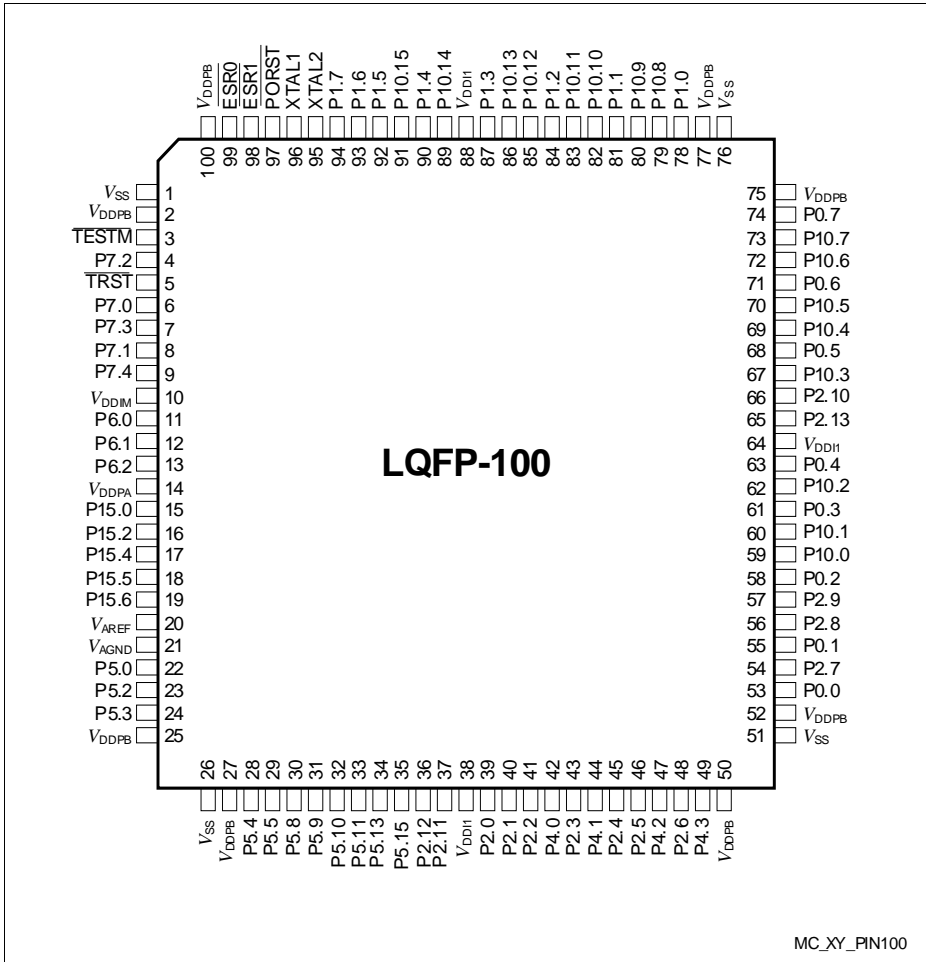 VDDPB
ESR0
ESR1
PORST
XTAL1
XTAL2
P1.7
P1.6
P1.5
P10.15
P1.4
P10.14
VDDI1
P1.3
P10.13
P10.12
P1.2
P10.11
P10.10
P1.1
P10.9
P10.8
P1.0
VDDPB
VSS
100
99
98
97
96
95
94
93
92
91
90
89
88
87
86
85
84
83
82
81
80
79
78
77
76
VSS 1
VDDPB 2
TESTM 3
P7.2 4
TRST 5
P7.0 6
P7.3 7
P7.1 8
P7.4 9
VDDIM 10
P6.0 11
P6.1 12
P6.2 13
VDDPA 14
P15.0 15
P15.2 16
P15.4 17
P15.5 18
P15.6 19
VAREF 20
VAGND 21
P5.0 22
P5.2 23
P5.3 24
VDDPB 25
LQFP-100
75 VDDPB
74 P0.7
73 P10.7
72 P10.6
71 P0.6
70 P10.5
69 P10.4
68 P0.5
67 P10.3
66 P2.10
65 P2.13
64 VDDI1
63 P0.4
62 P10.2
61 P0.3
60 P10.1
59 P10.0
58 P0.2
57 P2.9
56 P2.8
55 P0.1
54 P2.7
53 P0.0
52 VDDPB
51 VSS
26
27
28
29
30
31
32
33
34
35
36
37
38
39
40
41
42
43
44
45
46
47
48
49
50
VSS
VDDPB
P5.4
P5.5
P5.8
P5.9
P5.10
P5.11
P5.13
P5.15
P2.12
P2.11
VDDI1
P2.0
P2.1
P2.2
P4.0
P2.3
P4.1
P2.4
P2.5
P4.2
P2.6
P4.3
VDDPB
MC_XY_PIN100